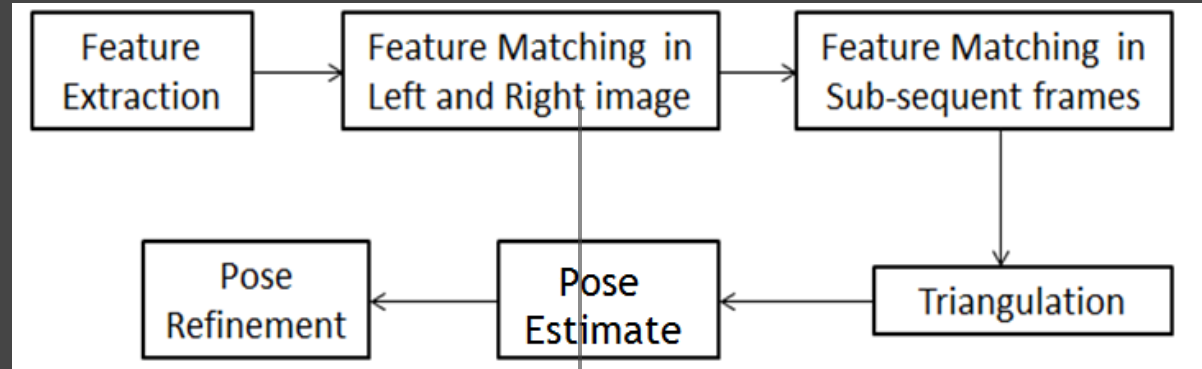 Feature
Extraction
Feature Matching in
Left and Right image
Feature Matching in
Sub-sequent frames
Triangulation
Pose
Estimate
Pose
Refinement